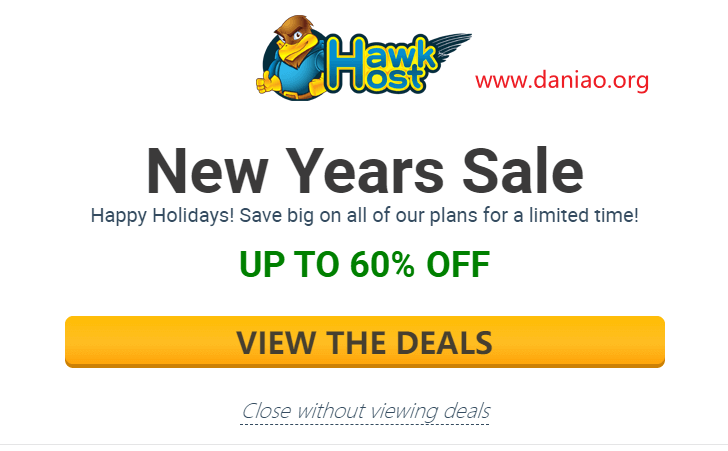 Hawk
Host
www.daniao.org
New Years Sale
Happy Holidays! Save big on all of our plans for a limited time!
UP TO 60% OFF
VIEW THE DEALS
Close without viewing deals